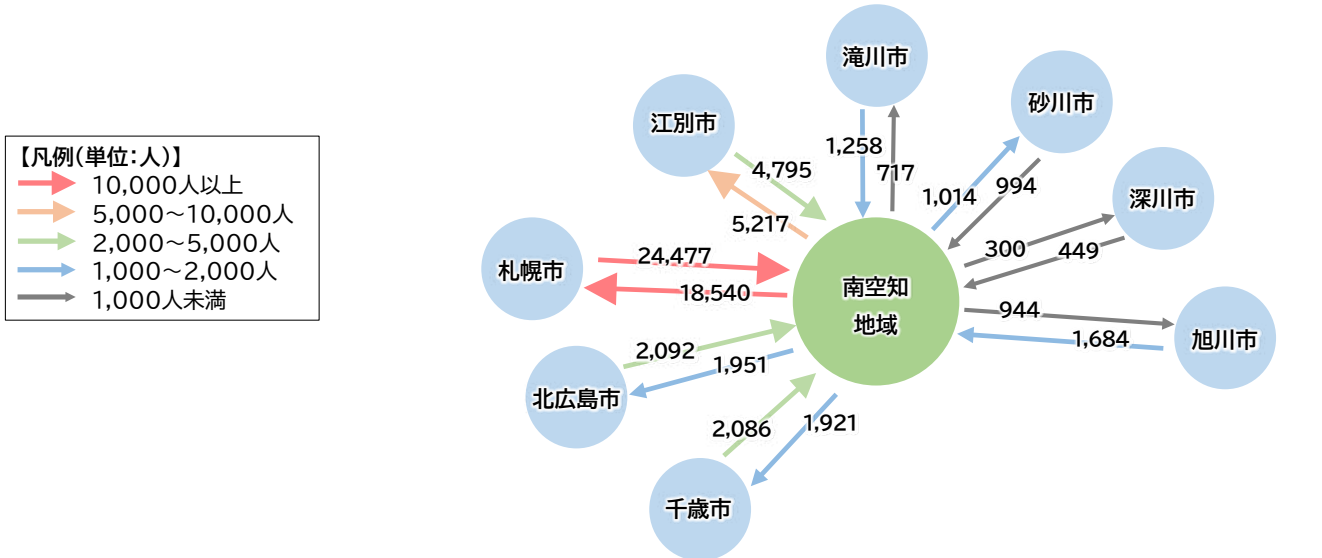 【凡例(単位:人)】
10,000人以上
5,000～10,000人
2,000～5,000人
1,000～2,000人
1,000人未満
滝川市
砂川市
江別市
深川市
札幌市
旭川市
北広島市
千歳市
南空知
地域
1,258
717
4,795
5,217
1,014
994
300
449
24,477
18,540
944
1,684
2,092
1,951
2,086
1,921